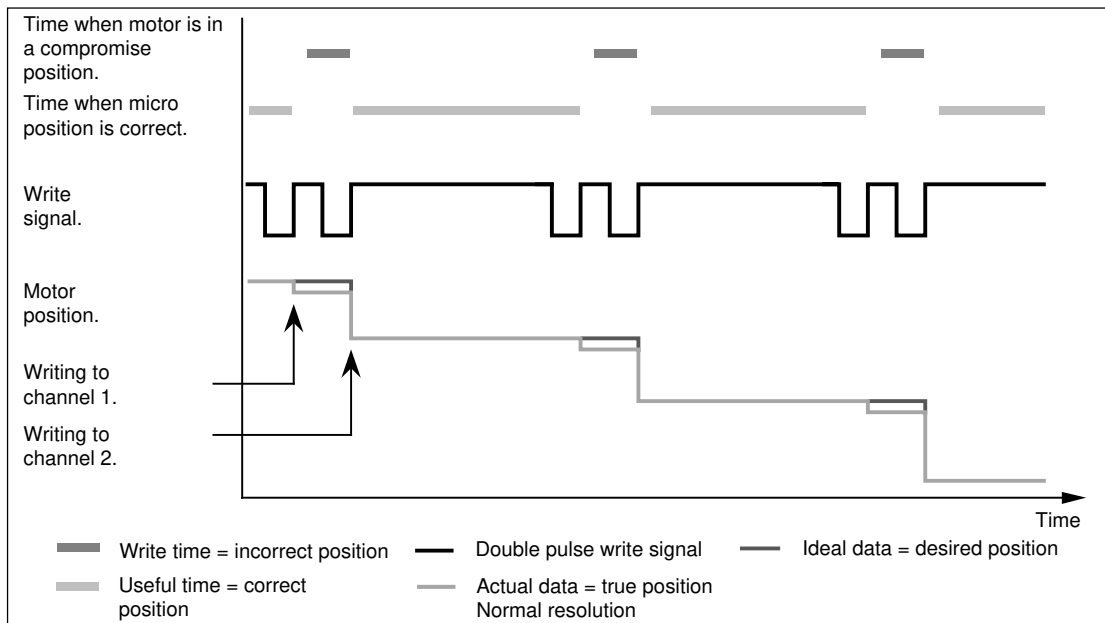 Time when motor is in
a compromise
position.
Time when micro
position is correct.
Write
signal.
Motor
position.
Writing to
channel 1.
Writing to
channel 2.
Time
Write time = incorrect position
Double pulse write signal
Ideal data = desired position
Useful time = correct
position
Actual data = true position
Normal resolution